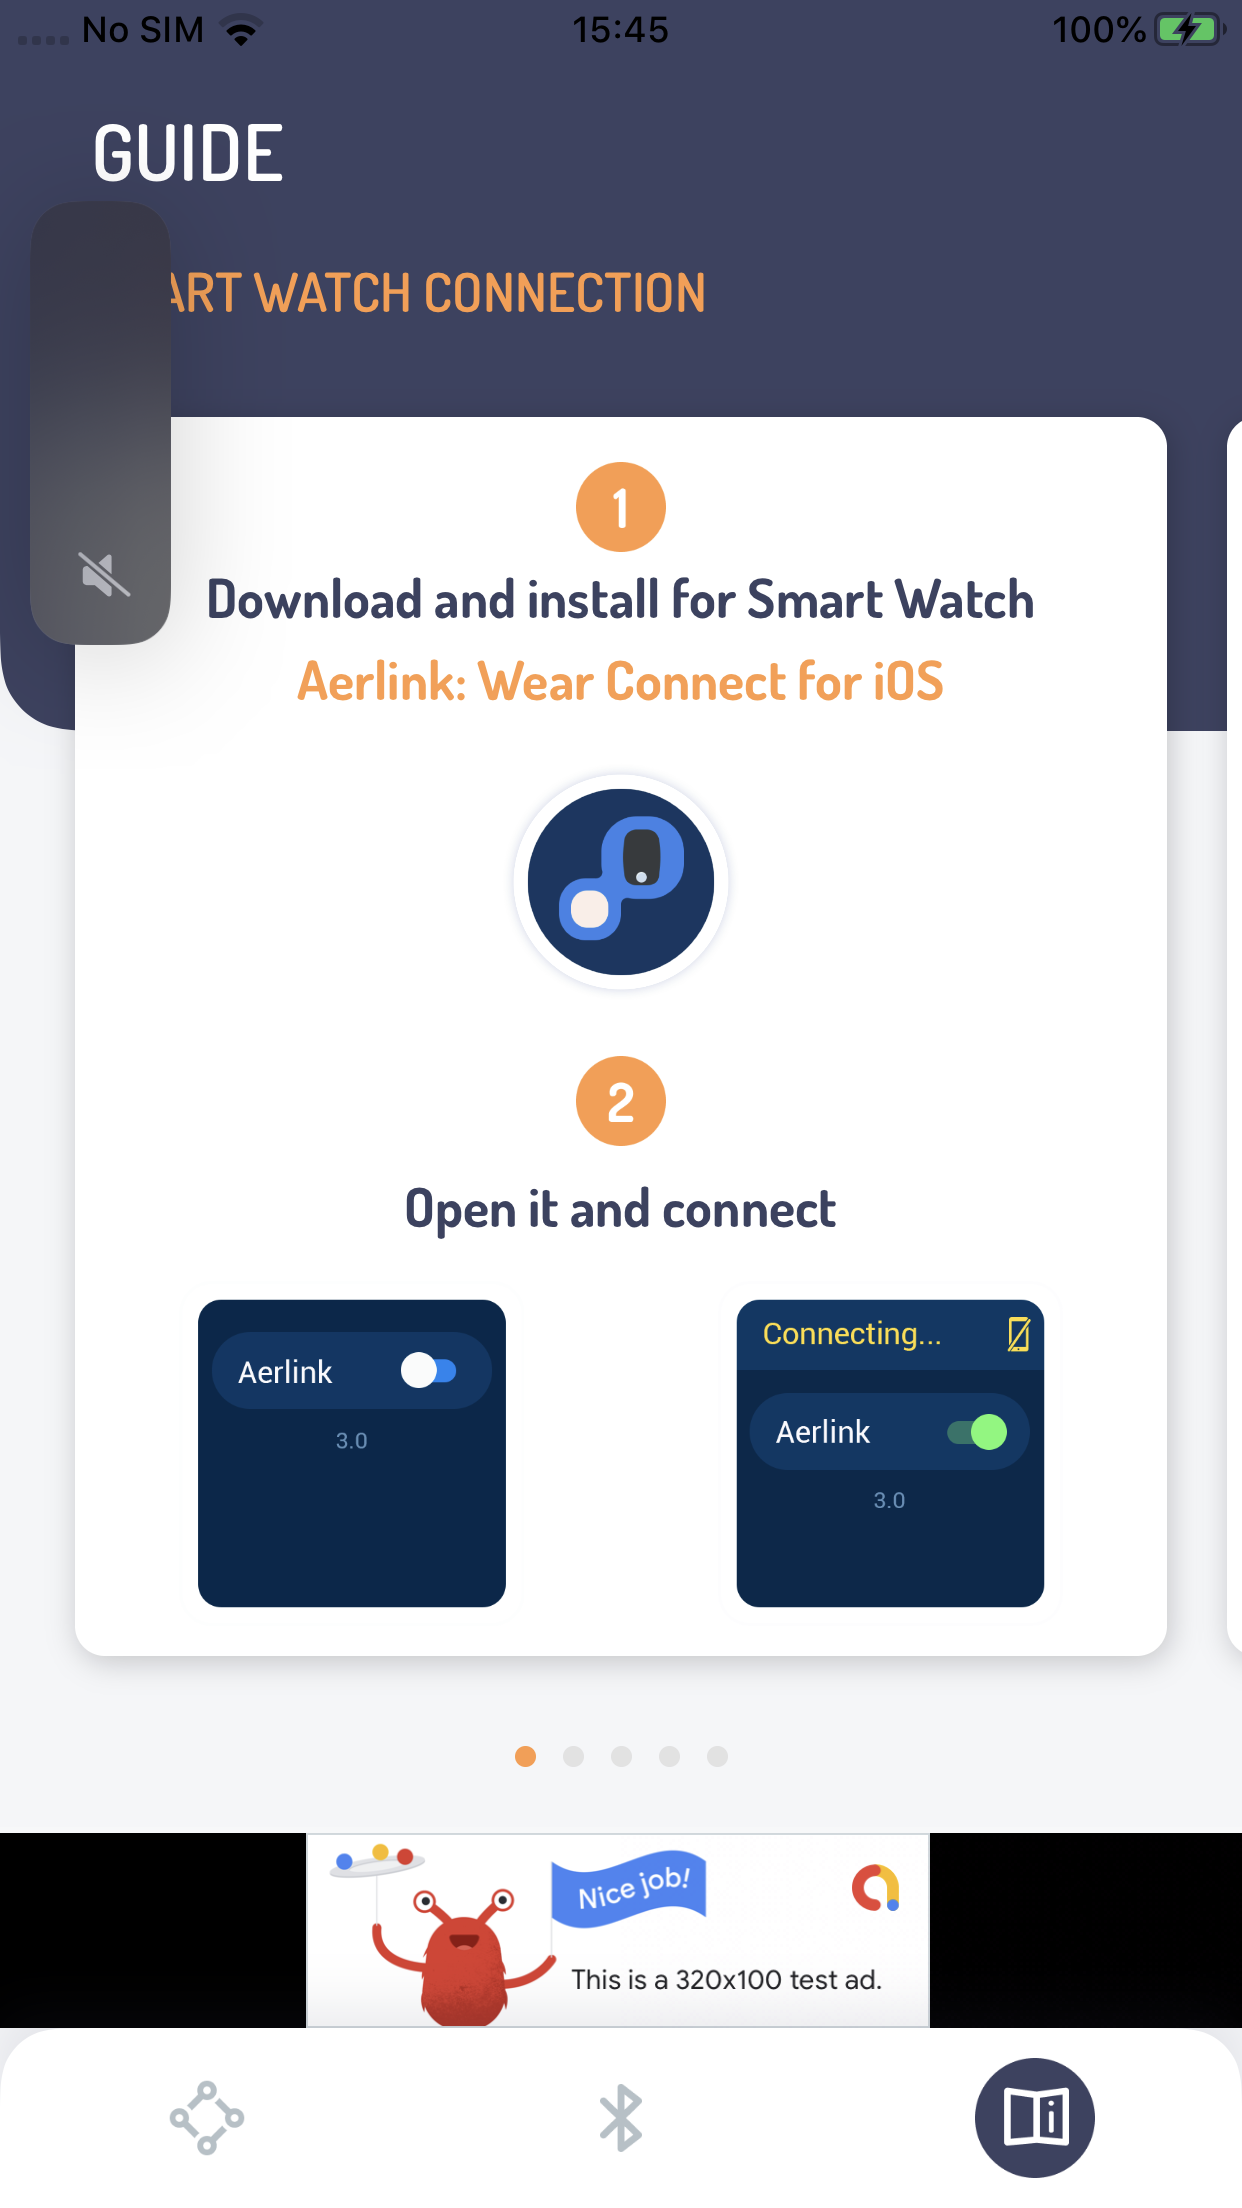 No SIM
15:45
100%
GUIDE
ART WATCH CONNECTION
1
Download and install for Smart Watch
Aerlink: Wear Connect for iOS
2
Open it and connect
Aerlink
3.0
Connecting...
Aerlink
3.0
Nice job!
This is a 320x100 test ad.